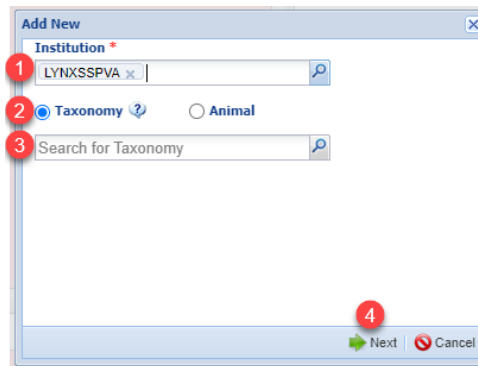 Add New
Institution *
1 LYNXSSPVA x
2 Taxonomy ? Animal
3 Search for Taxonomy
4
Next Cancel